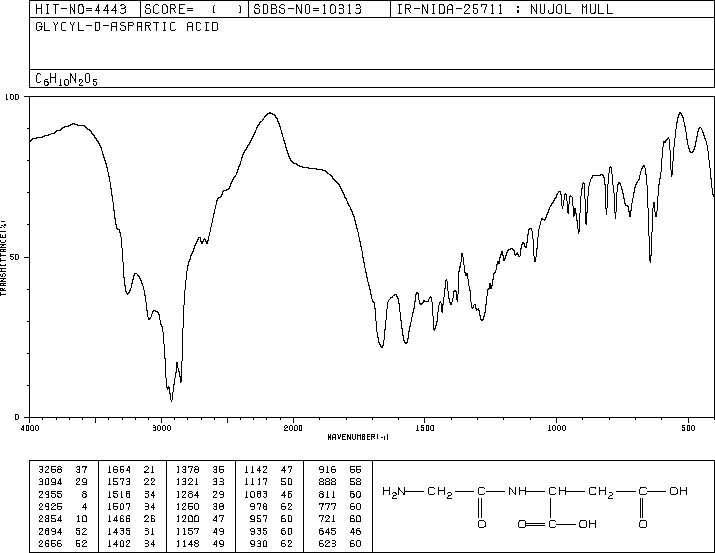 HIT-NO=4443 SCORE= ( ) SDBS-NO=10313 IR-NIDA-25711 : NUJOL MULL
GLYCYL-D-ASPARTIC ACID
C6H10N2O5
100
TRANSMITTANCE(%)
50
0
4000 3000 2000 1500 1000 500
WAVENUMBER(-1)
3258 37 1664 21 1378 35 1142 47 916 55
3094 29 1573 22 1321 33 1117 50 888 58
2955 8 1518 34 1284 29 1083 46 811 60
2925 4 1507 34 1250 38 978 62 777 60
2854 10 1466 26 1200 47 957 60 721 60
2694 52 1435 31 1157 49 935 60 645 46
2656 52 1402 34 1148 49 930 62 623 60
H2N CH2 C NH CH CH2 C OH
O O C OH O